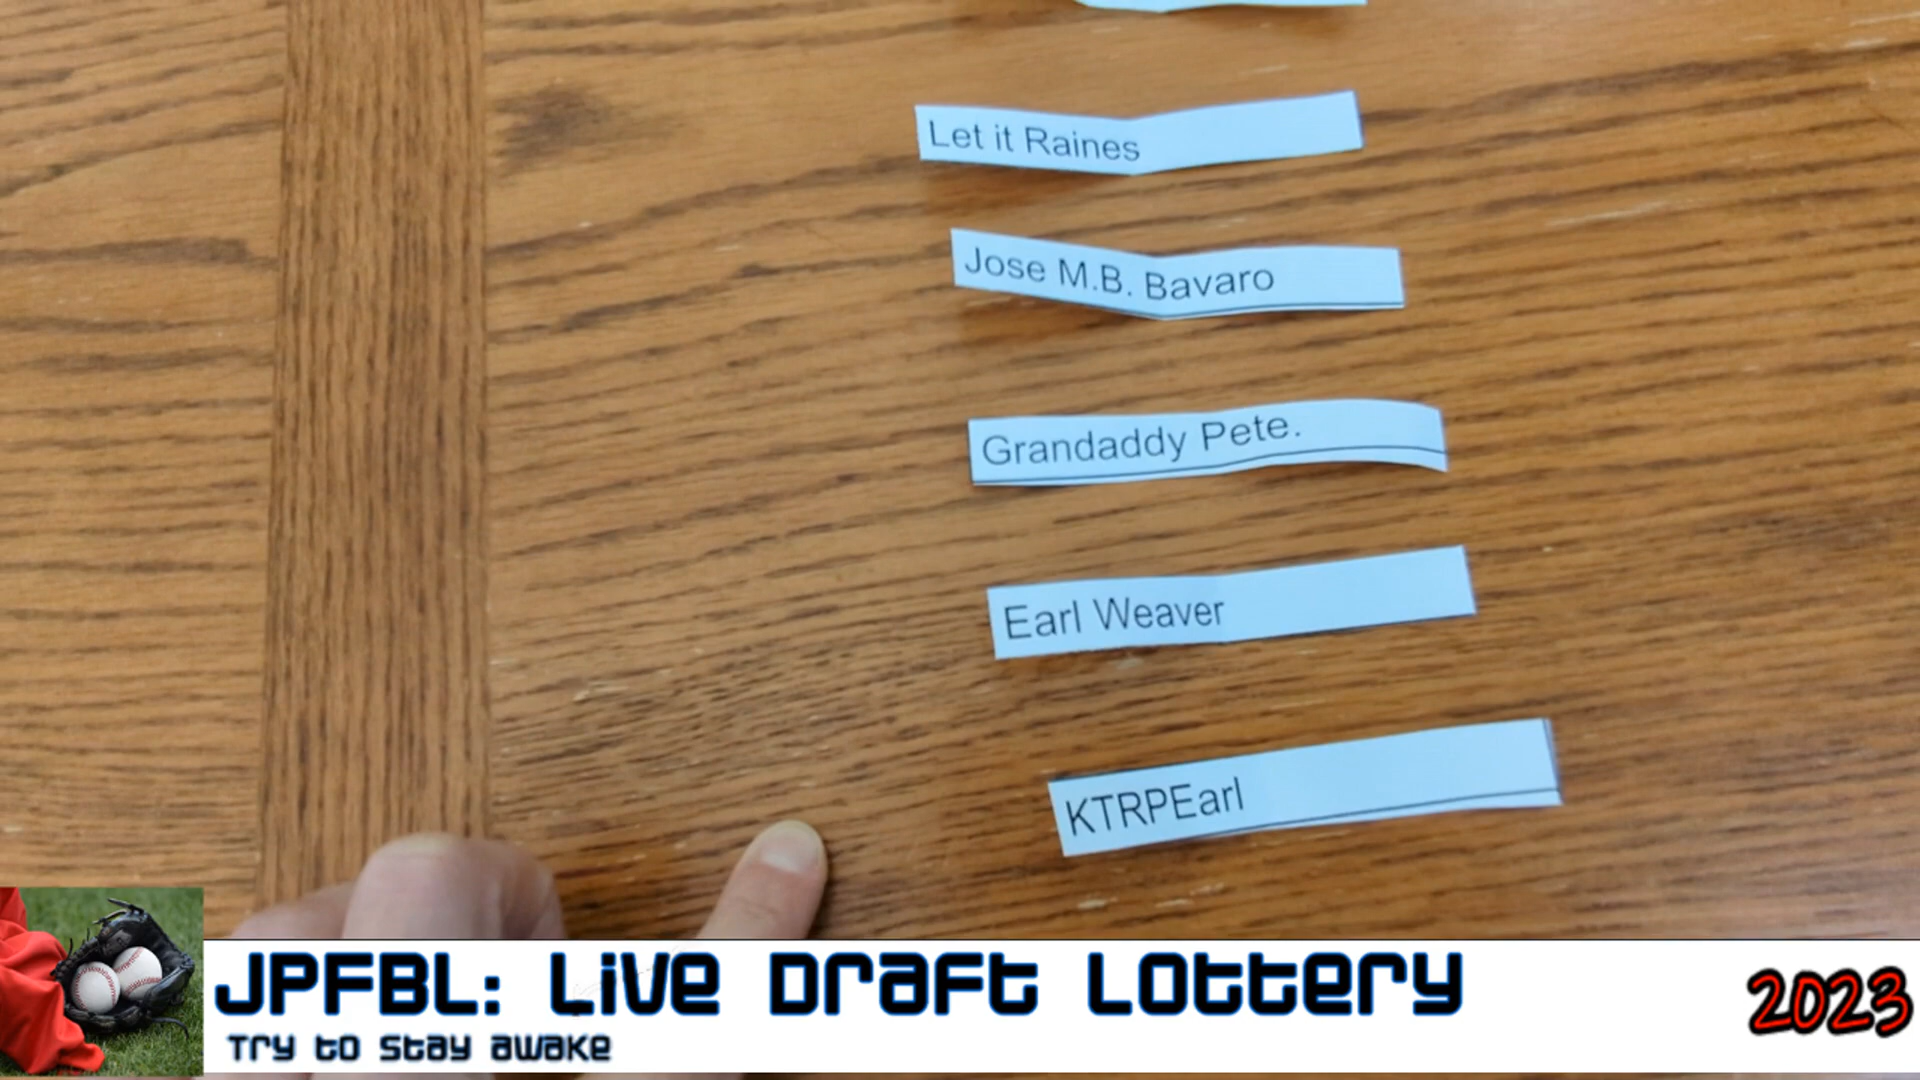 Let it Raines
Jose M.B. Bavaro
Grandaddy Pete.
Earl Weaver
KTRPEarl
JPFBL: Live Draft Lottery
Try to stay awake
2023